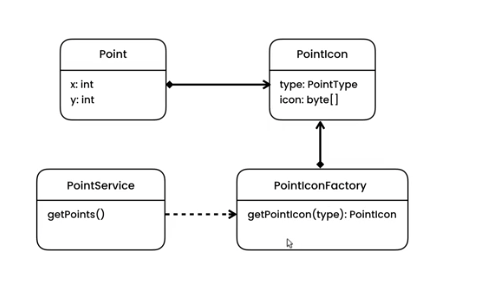 Point
x: int
y: int
PointIcon
type: PointType
icon: byte[]
PointService
getPoints()
PointIconFactory
getPointIcon(type): PointIcon